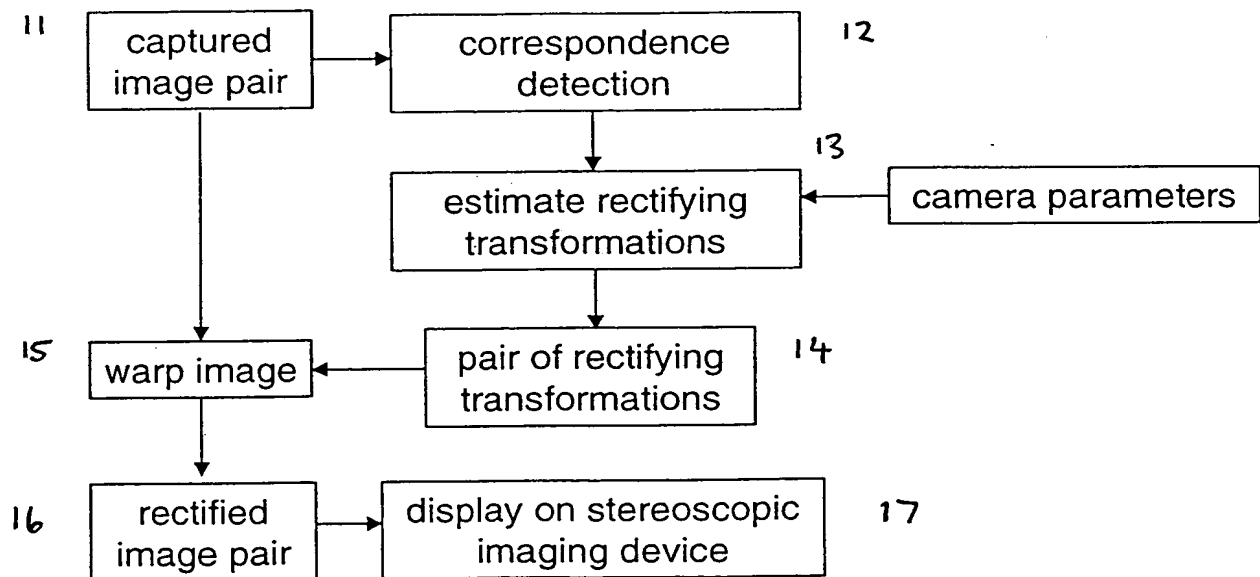 11
captured
image pair
correspondence
detection
12
13
estimate rectifying
transformations
camera parameters
15
warp image
pair of rectifying
transformations
14
16
rectified
image pair
display on stereoscopic
imaging device
17